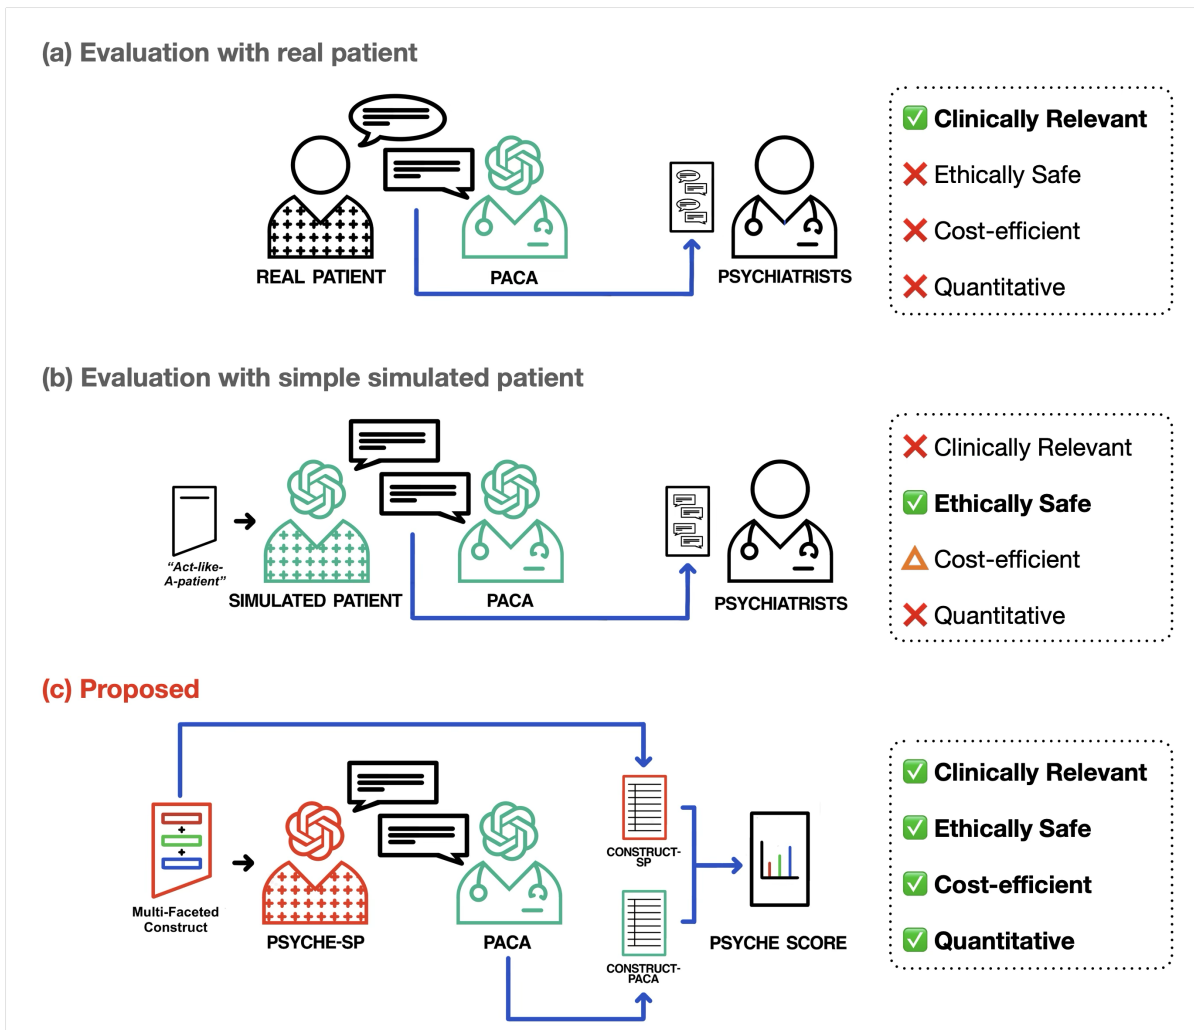 (a) Evaluation with real patient
REAL PATIENT
PACA
PSYCHIATRISTS
Clinically Relevant
Ethically Safe
Cost-efficient
Quantitative
(b) Evaluation with simple simulated patient
“Act-like-
A-patient”
SIMULATED PATIENT
PACA
PSYCHIATRISTS
Clinically Relevant
Ethically Safe
Cost-efficient
Quantitative
(c) Proposed
Multi-Faceted
Construct
PSYCHE-SP
PACA
CONSTRUCT-
SP
CONSTRUCT-
PACA
PSYCHE SCORE
Clinically Relevant
Ethically Safe
Cost-efficient
Quantitative